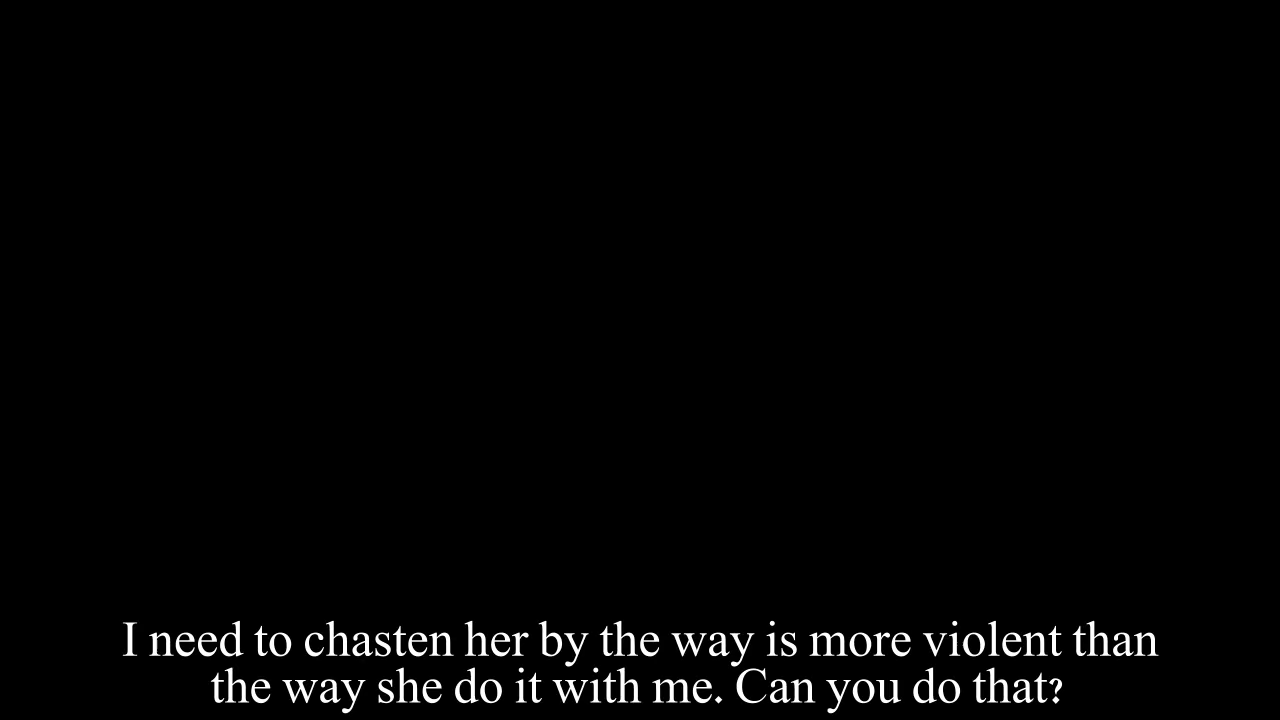 I need to chasten her by the way is more violent than
the way she do it with me. Can you do that?